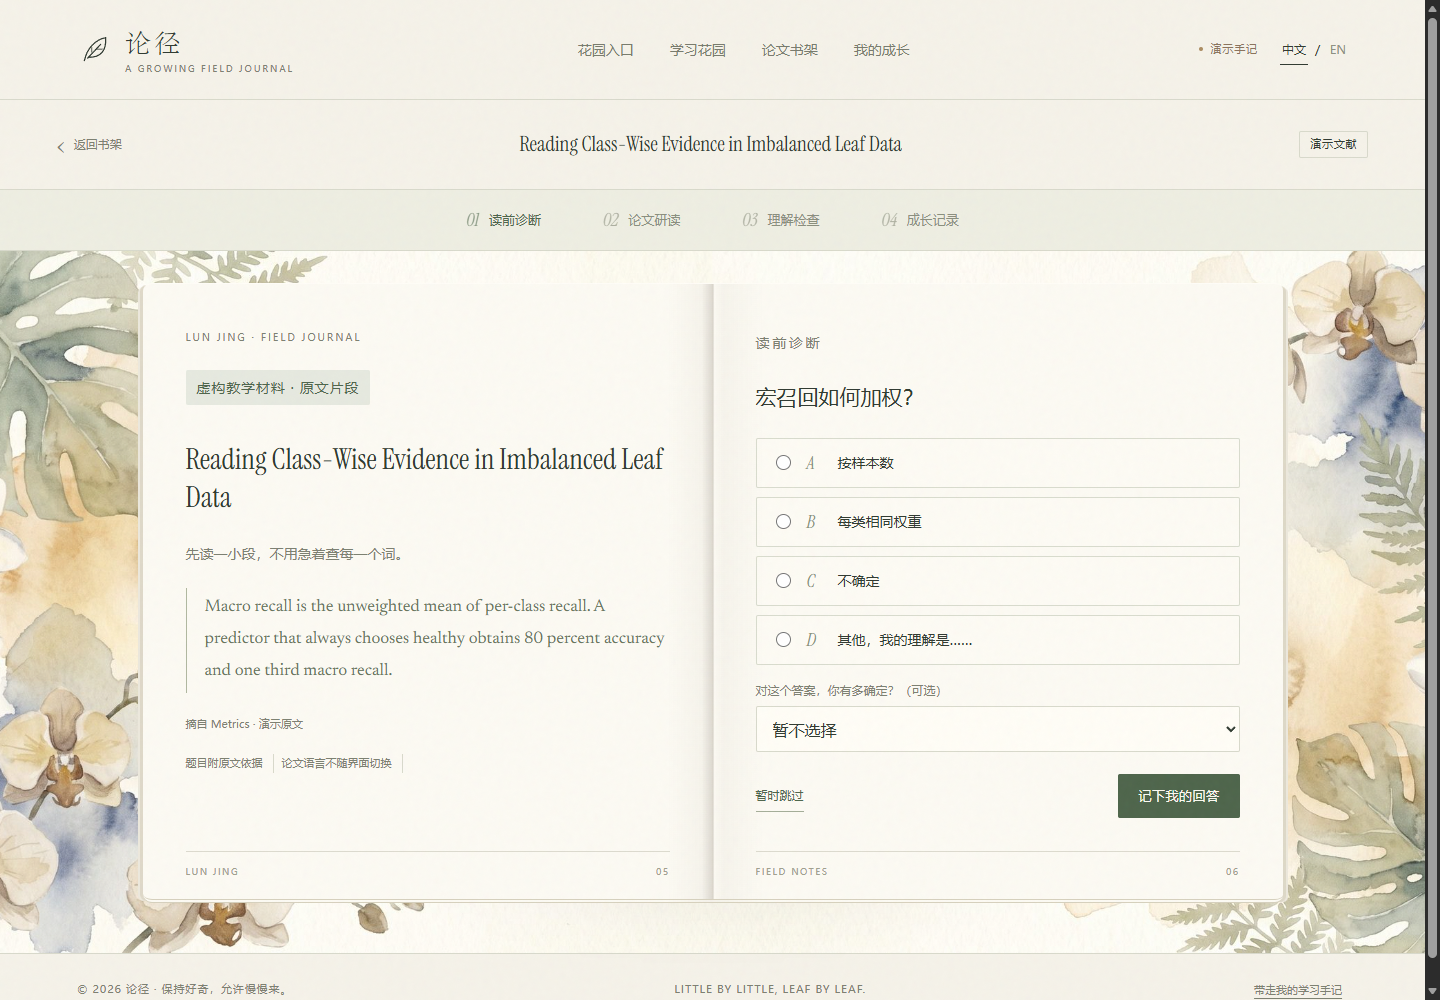 论径
A GROWING FIELD JOURNAL
花园入口 学习花园 论文书架 我的成长
演示手记 中文 / EN
返回书架
Reading Class-Wise Evidence in Imbalanced Leaf Data
演示文献
01 读前诊断 02 论文研读 03 理解检查 04 成长记录
LUN JING · FIELD JOURNAL
虚构教学材料 · 原文片段
Reading Class-Wise Evidence in Imbalanced Leaf
Data
先读一小段，不用急着查每一个词。
Macro recall is the unweighted mean of per-class recall. A
predictor that always chooses healthy obtains 80 percent accuracy
and one third macro recall.
摘自 Metrics · 演示原文
题目附原文依据 论文语言不随界面切换
LUN JING 05
读前诊断
宏召回如何加权？
A 按样本数
B 每类相同权重
C 不确定
D 其他，我的理解是……
对这个答案，你有多确定？（可选）
暂不选择
暂时跳过 记下我的回答
FIELD NOTES 06
© 2026 论径 · 保持好奇，允许慢慢来。
LITTLE BY LITTLE, LEAF BY LEAF.
带走我的学习手记